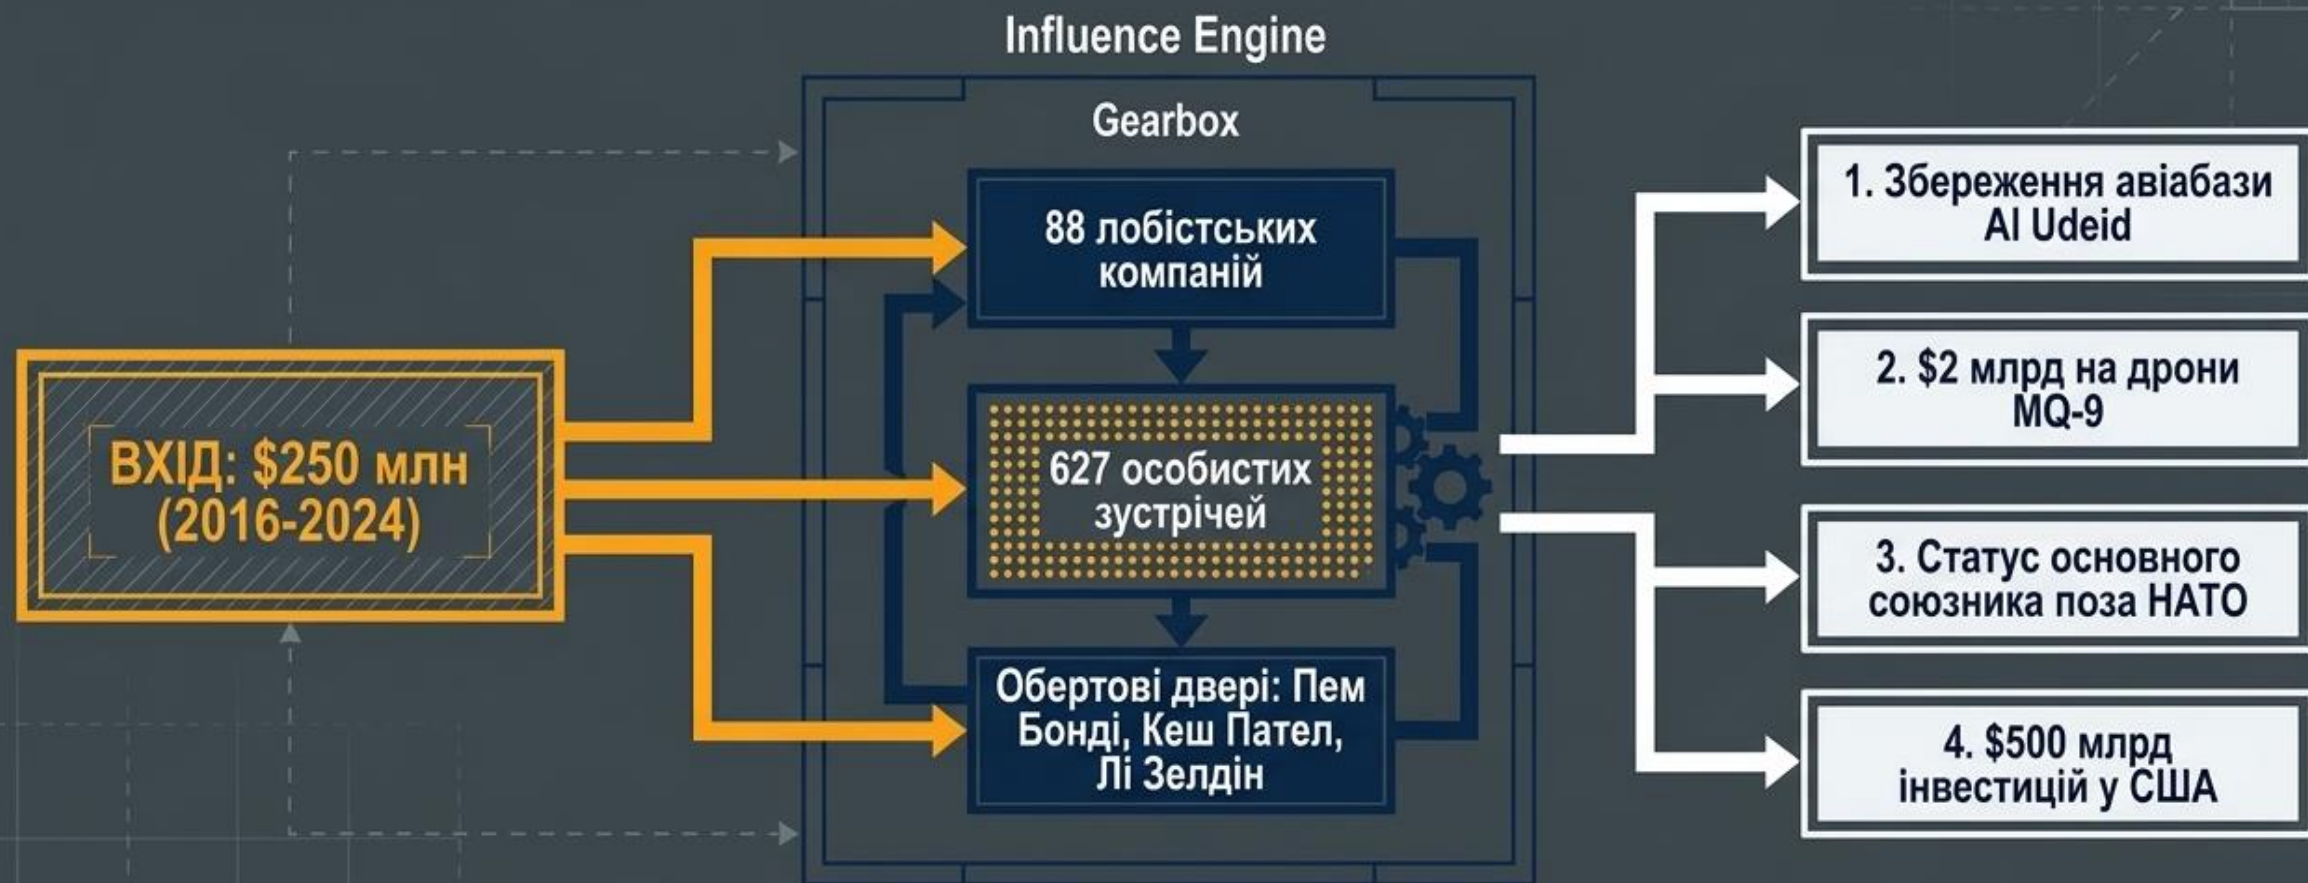 Influence Engine
Gearbox
88 лобістських
компаній
ВХІД: $250 млн
(2016-2024)
627 особистих
зустрічей
Обертові двері: Пем
Бонді, Кеш Пател,
Лі Зелдін
1. Збереження авіабази
Al Udeid
2. $2 млрд на дрони
MQ-9
3. Статус основного
союзника поза НАТО
4. $500 млрд
інвестицій у США